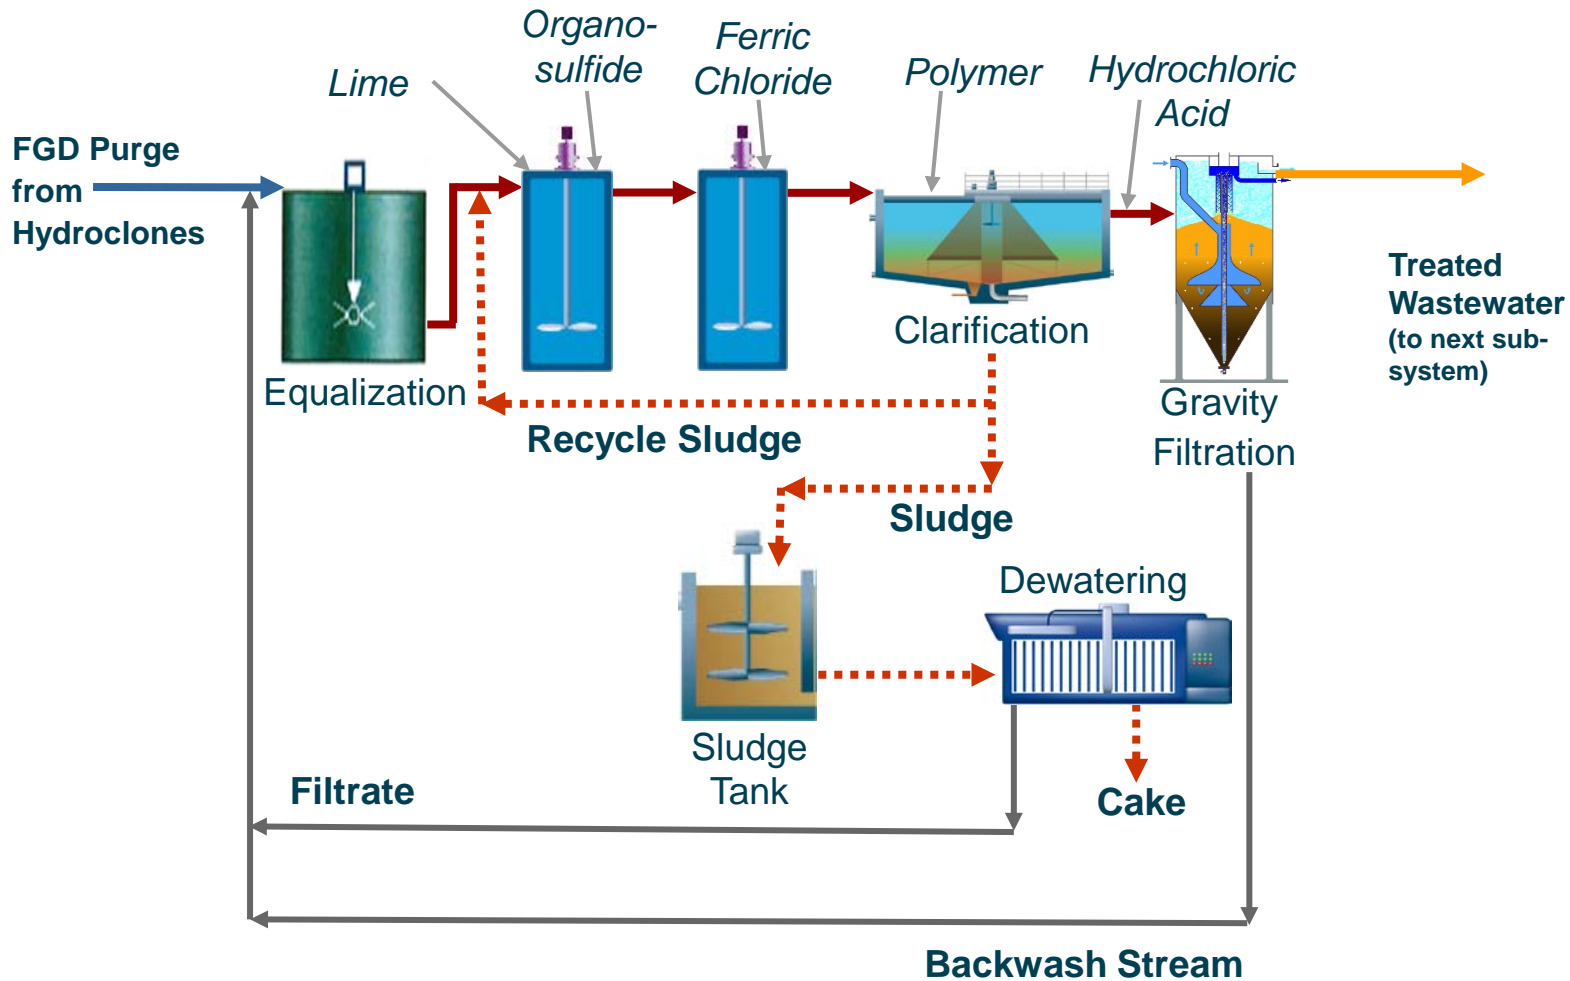 Organo-
sulfide
Ferric
Chloride
Lime
Polymer
Hydrochloric
Acid
FGD Purge
from
Hydroclones
Treated
Wastewater
(to next sub-
system)
Clarification
Equalization
Gravity
Filtration
Recycle Sludge
Sludge
Dewatering
Sludge
Tank
Filtrate
Cake
Backwash Stream